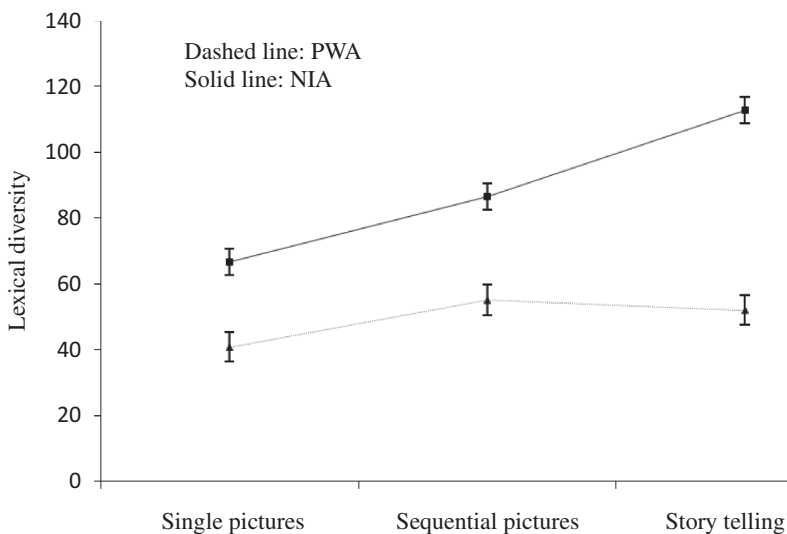 140
Dashed line: PWA
Solid line: NIA
120
100
80
60
40
20
0
Lexical diversity
Single pictures
Sequential pictures
Story telling